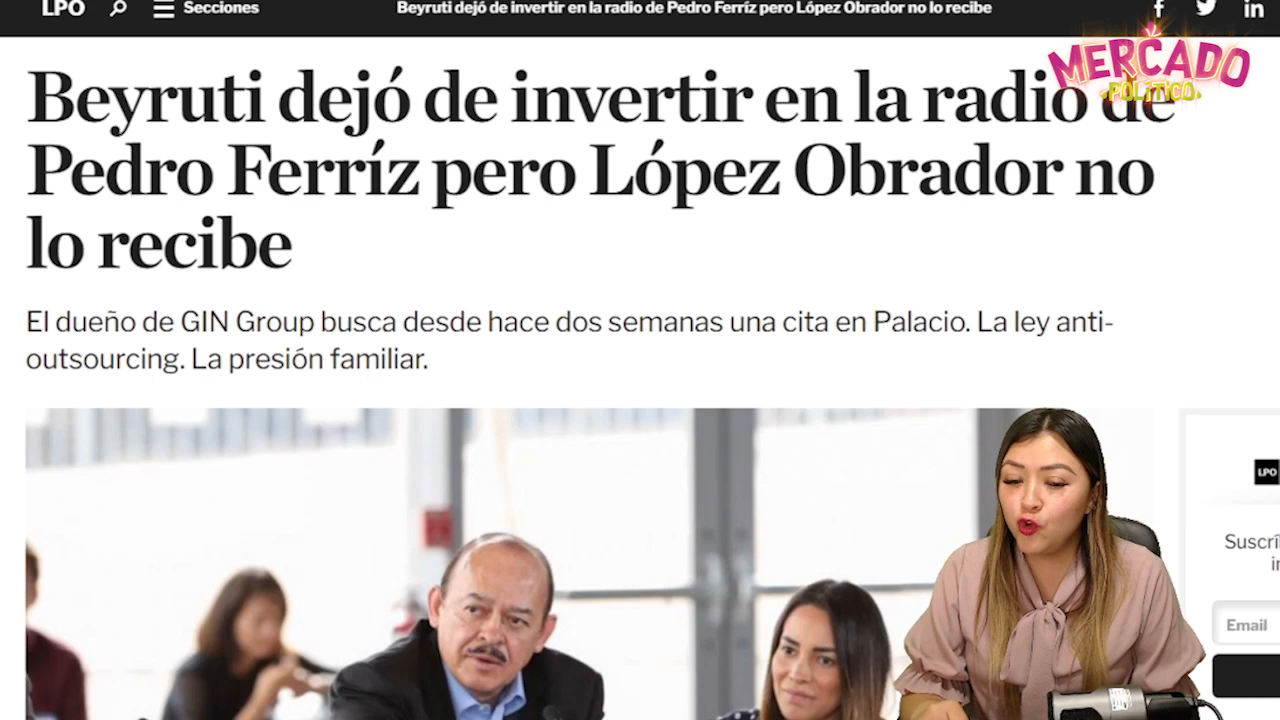 LPO
Secciones
Beyruti dejó de invertir en la radio de Pedro Ferríz pero López Obrador no lo recibe
MERCADO
POLÍTICO
Beyruti dejó de invertir en la radio de
Pedro Ferríz pero López Obrador no
lo recibe
El dueño de GIN Group busca desde hace dos semanas una cita en Palacio. La ley anti-
outsourcing. La presión familiar.
LPO
Email